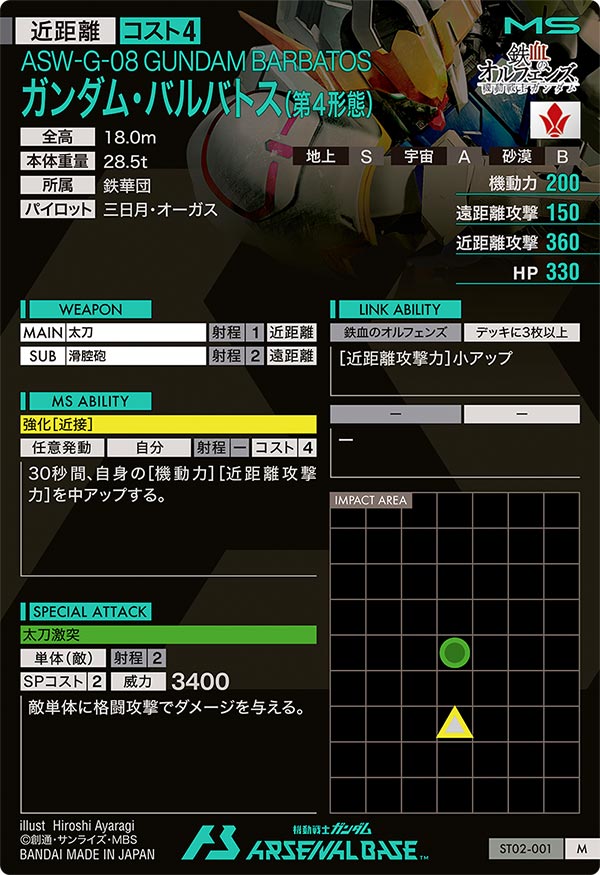 近距離 コスト4 MS
ASW-G-08 GUNDAM BARBATOS
ガンダム・バルバトス(第4形態)
鉄血のオルフェンズ
機動戦士ガンダム
全高 18.0m
本体重量 28.5t
所属 鉄華団
パイロット 三日月・オーガス
地上 S 宇宙 A 砂漠 B
機動力 200
遠距離攻撃 150
近距離攻撃 360
HP 330
WEAPON
MAIN 太刀 射程 1 近距離
SUB 滑腔砲 射程 2 遠距離
MS ABILITY
強化[近接]
任意発動 自分 射程 ー コスト 4
30秒間、自身の[機動力][近距離攻撃
力]を中アップする。
SPECIAL ATTACK
太刀激突
単体(敵) 射程 2
SPコスト 2 威力 3400
敵単体に格闘攻撃でダメージを与える。
LINK ABILITY
鉄血のオルフェンズ デッキに3枚以上
[近距離攻撃力]小アップ
ー ー
ー
IMPACT AREA
illust Hiroshi Ayaragi
©創通・サンライズ・MBS
BANDAI MADE IN JAPAN
機動戦士ガンダム
AB ARSENAL BASE™
ST02-001 M